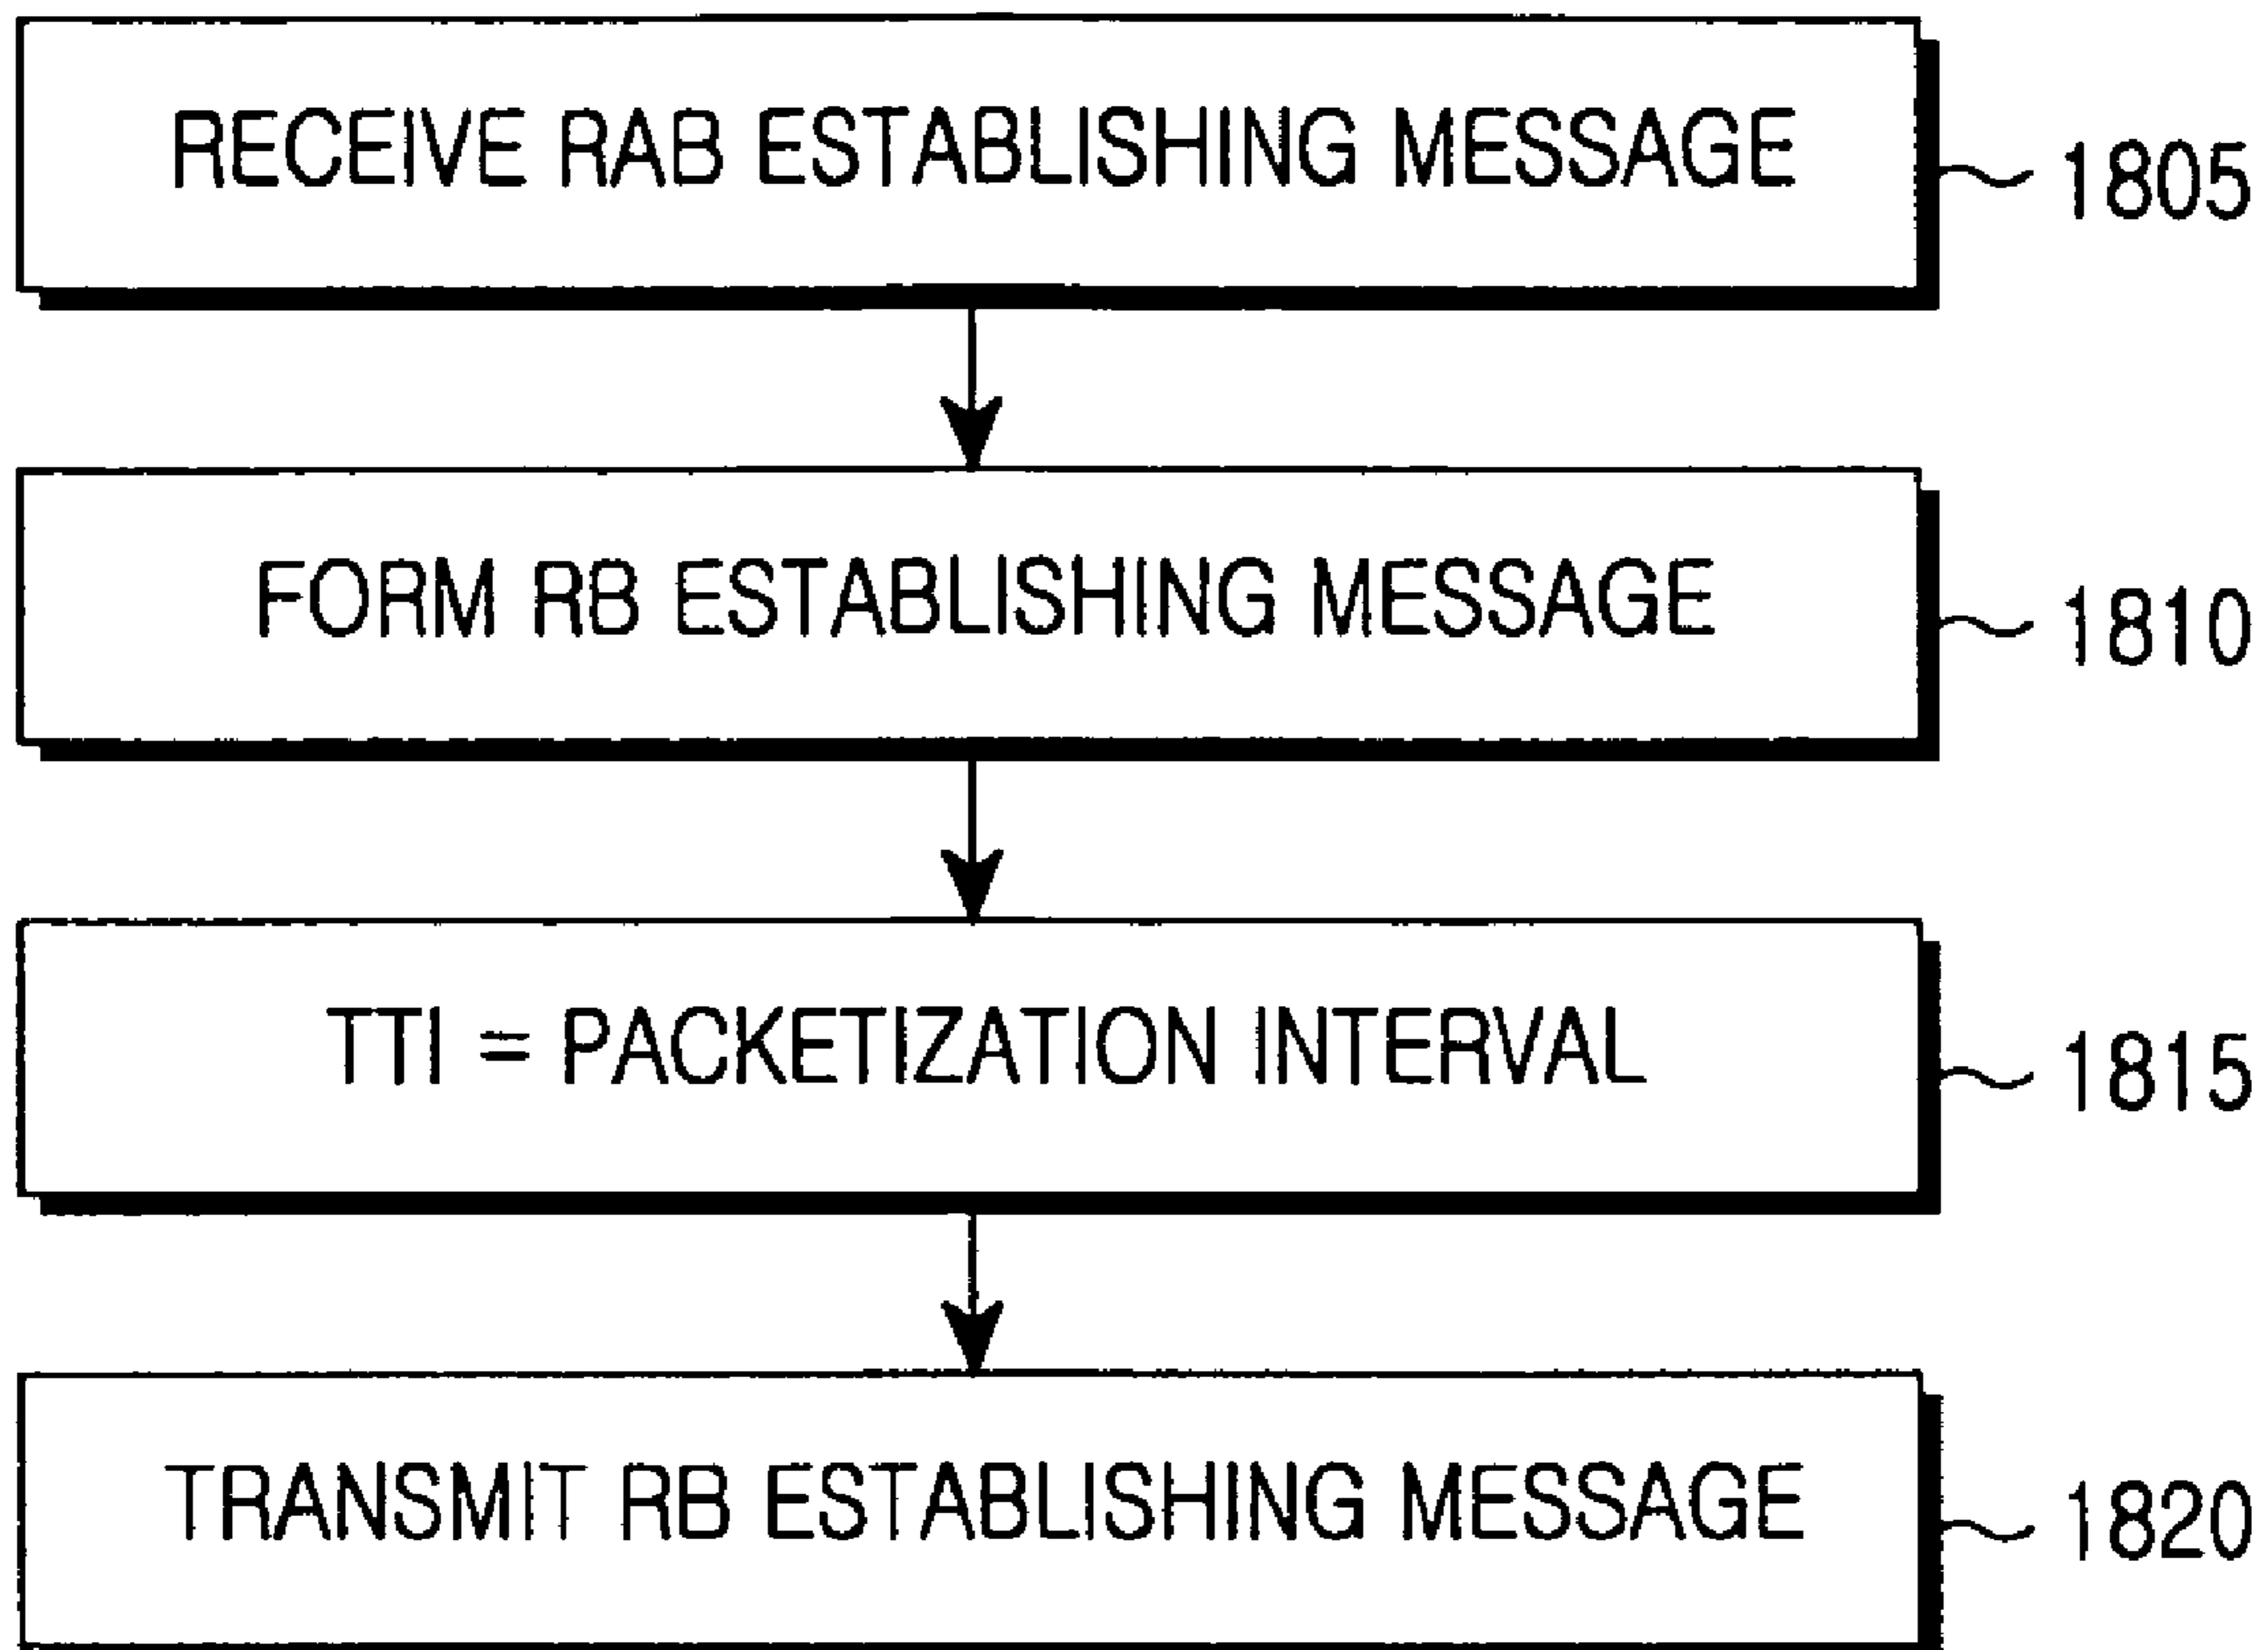 RECEIVE RAB ESTABLISHING MESSAGE
1805
FORM RB ESTABLISHING MESSAGE
1810
TTI = PACKETIZATION INTERVAL
1815
TRANSMIT RB ESTABLISHING MESSAGE
1820